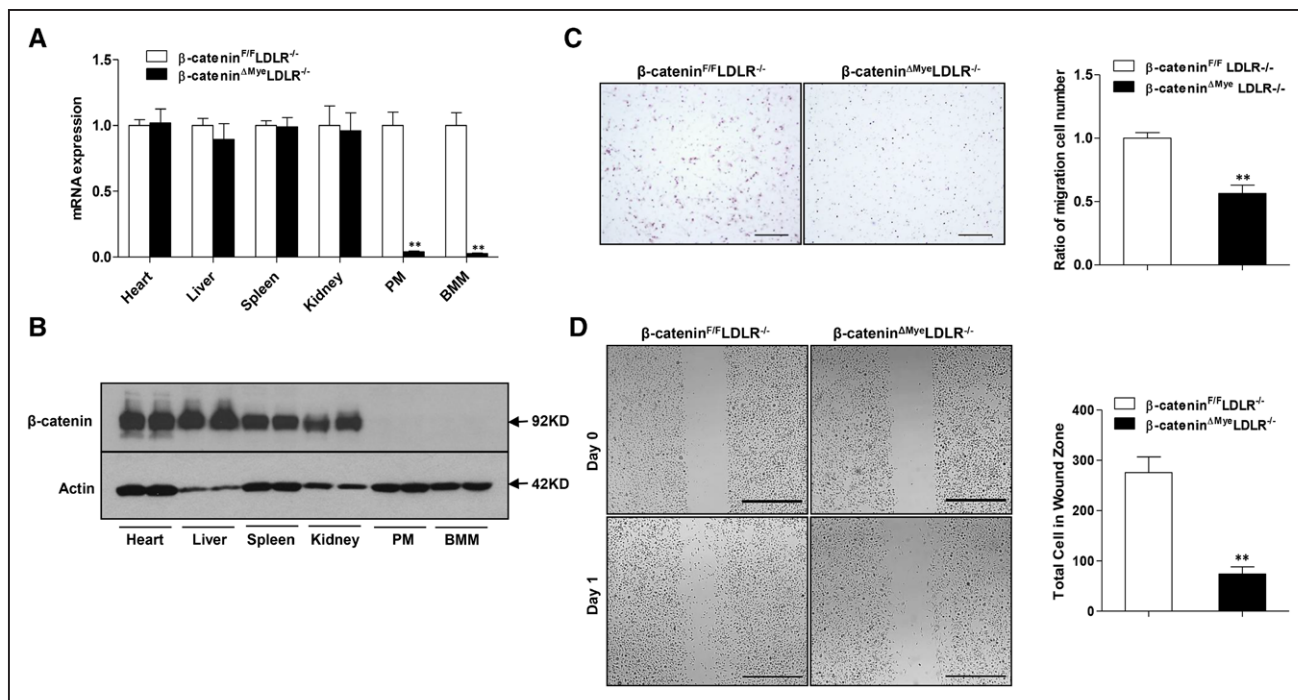 A
β-catenin^F/F LDLR^-/-
β-catenin^ΔMye LDLR^-/-
mRNA expression
1.5
1.0
0.5
0.0
** **
Heart Liver Spleen Kidney PM BMM
B
β-catenin
92KD
Actin
42KD
Heart Liver Spleen Kidney PM BMM
C
β-catenin^F/F LDLR^-/- β-catenin^ΔMye LDLR^-/-
β-catenin^F/F LDLR-/-
β-catenin^ΔMye LDLR-/-
Ratio of migration cell number
1.5
1.0
0.5
0.0
**
D
β-catenin^F/F LDLR^-/- β-catenin^ΔMye LDLR^-/-
Day 0
Day 1
β-catenin^F/F LDLR^-/-
β-catenin^ΔMye LDLR^-/-
Total Cell in Wound Zone
400
300
200
100
0
**